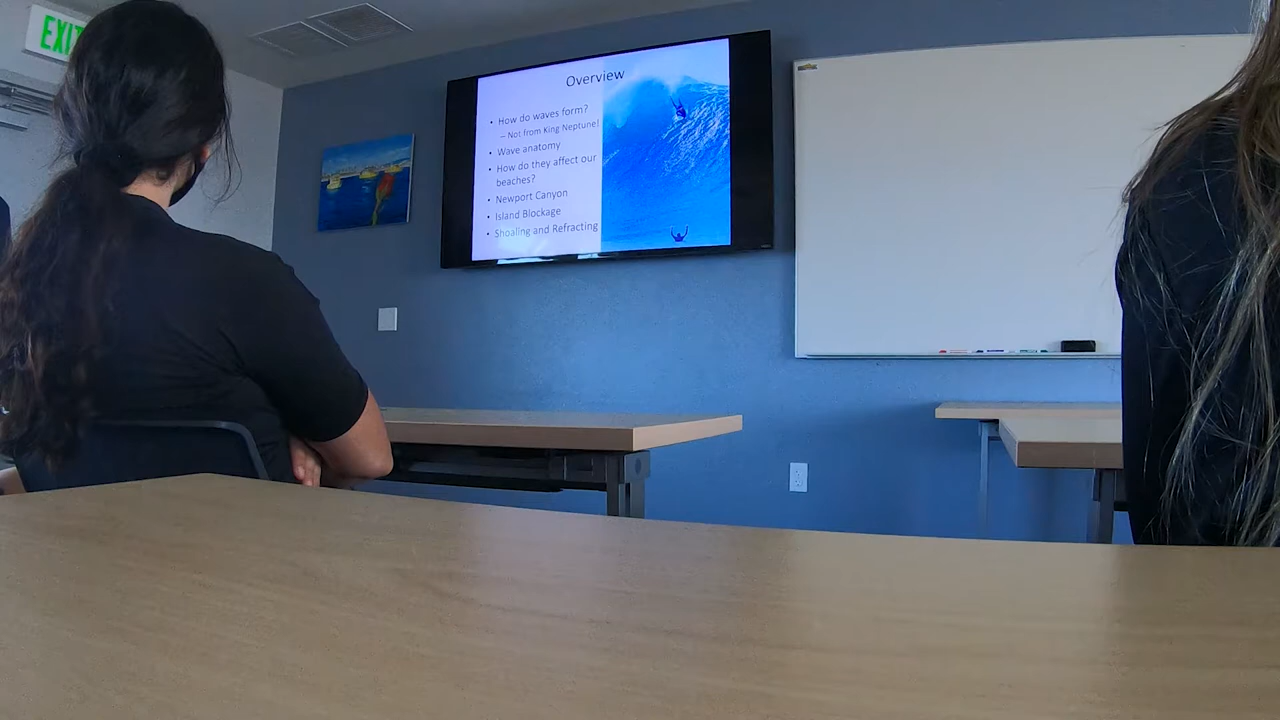 EXIT
Overview
• How do waves form?
– Not from King Neptune!
• Wave anatomy
• How do they affect our
beaches?
• Newport Canyon
• Island Blockage
• Shoaling and Refracting